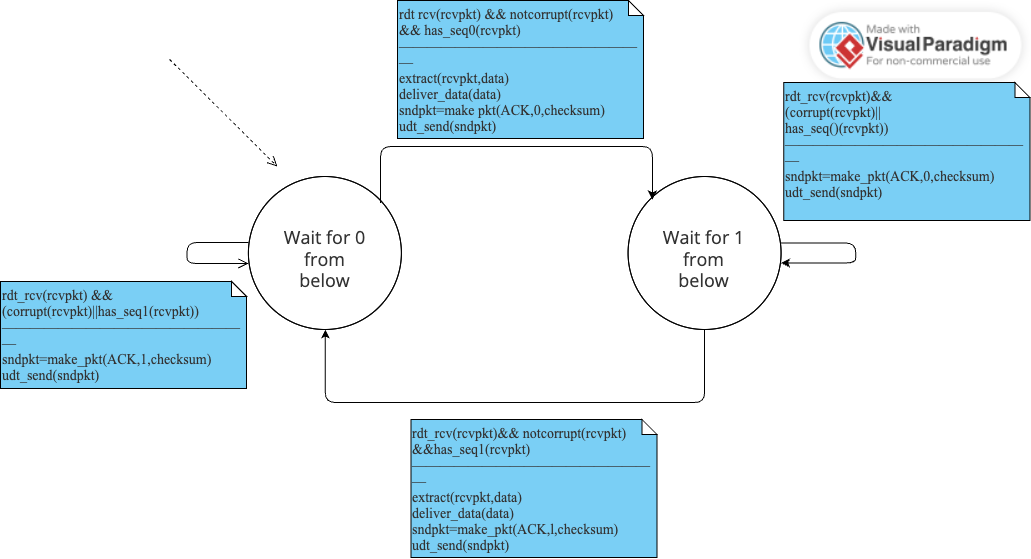 rdt rcv(rcvpkt) && notcorrupt(rcvpkt)
&& has_seq0(rcvpkt)
extract(rcvpkt,data)
deliver_data(data)
sndpkt=make pkt(ACK,0,checksum)
udt_send(sndpkt)
Made with
Visual Paradigm
For non-commercial use
rdt_rcv(rcvpkt)&&
(corrupt(rcvpkt)||
has_seq()(rcvpkt))
sndpkt=make_pkt(ACK,0,checksum)
udt_send(sndpkt)
Wait for 0
from
below
Wait for 1
from
below
rdt_rcv(rcvpkt) &&
(corrupt(rcvpkt)||has_seq1(rcvpkt))
sndpkt=make_pkt(ACK,1,checksum)
udt_send(sndpkt)
rdt_rcv(rcvpkt)&& notcorrupt(rcvpkt)
&&has_seq1(rcvpkt)
extract(rcvpkt,data)
deliver_data(data)
sndpkt=make_pkt(ACK,l,checksum)
udt_send(sndpkt)